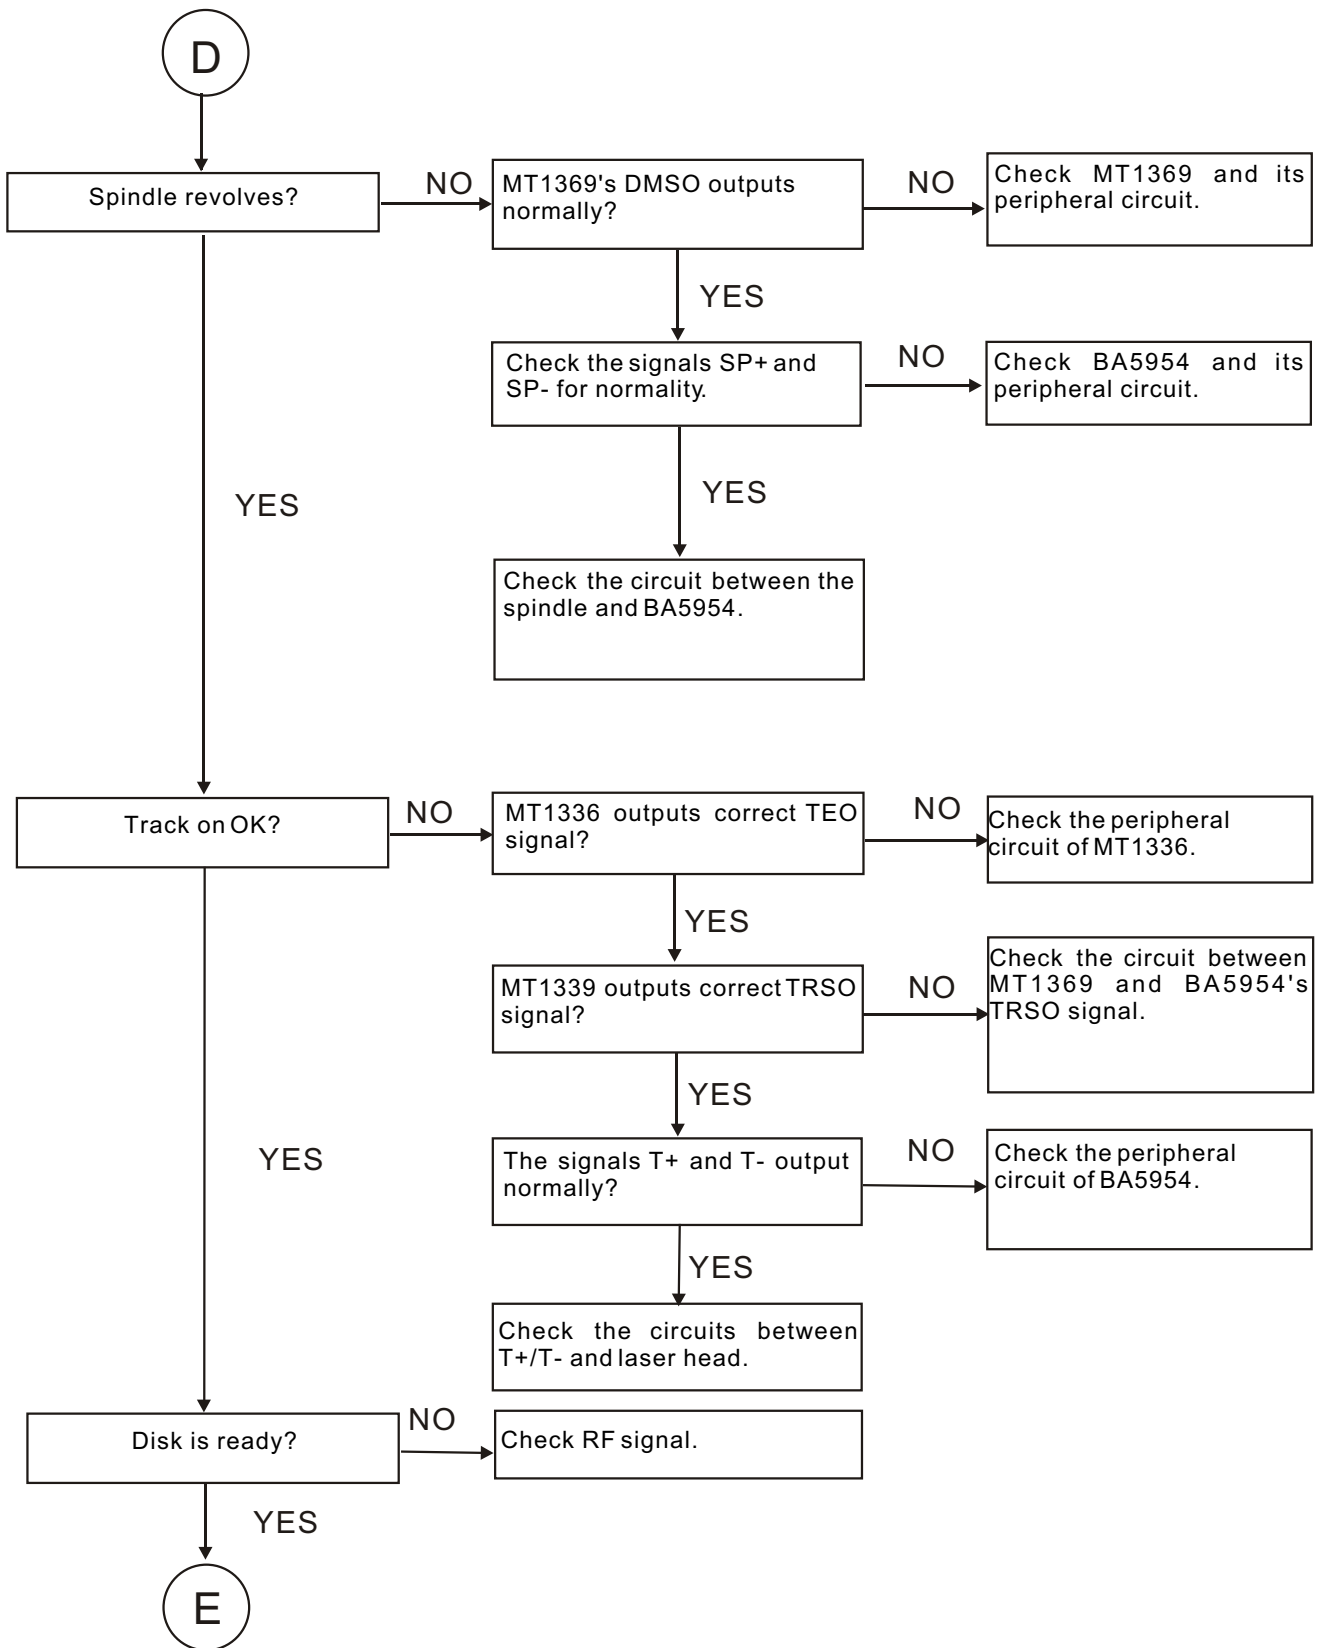 D
Spindle revolves?
NO
MT1369's DMSO outputs
normally?
NO
Check MT1369 and its
peripheral circuit.
YES
Check the signals SP+ and
SP- for normality.
NO
Check BA5954 and its
peripheral circuit.
YES
YES
Check the circuit between the
spindle and BA5954.
Track on OK?
NO
MT1336 outputs correct TEO
signal?
NO
Check the peripheral
circuit of MT1336.
YES
MT1339 outputs correct TRSO
signal?
NO
Check the circuit between
MT1369 and BA5954's
TRSO signal.
YES
YES
The signals T+ and T- output
normally?
NO
Check the peripheral
circuit of BA5954.
YES
Check the circuits between
T+/T- and laser head.
Disk is ready?
NO
Check RF signal.
YES
E